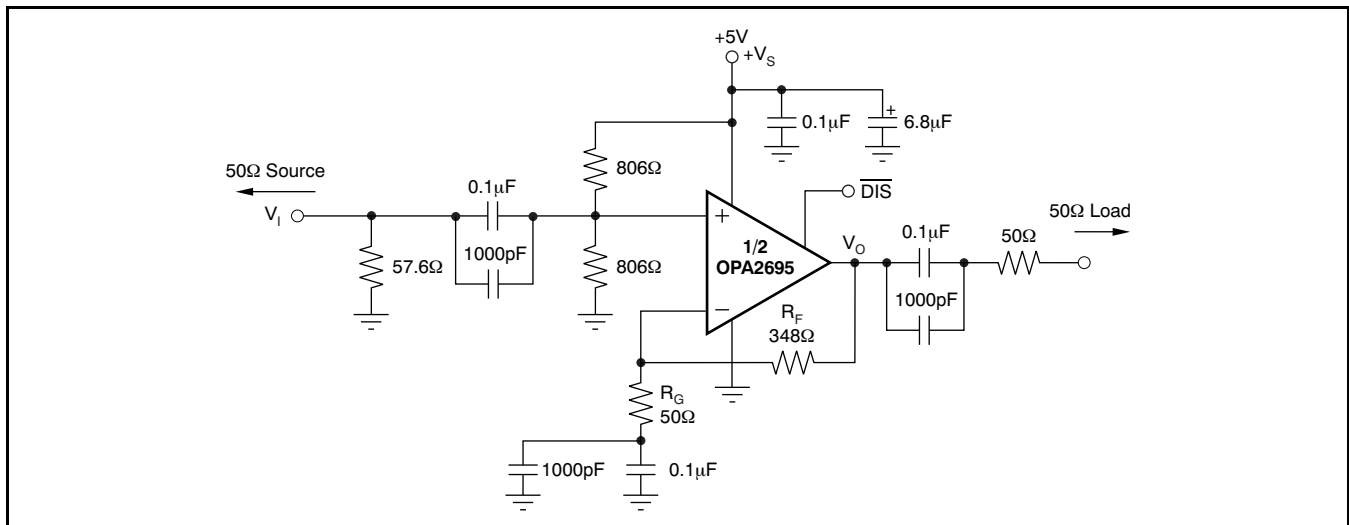 +5V
+V_S
0.1μF
+
6.8μF
806Ω
50Ω Source
0.1μF
V_I
DIS
50Ω Load
+
1/2
OPA2695
V_O
0.1μF
50Ω
57.6Ω
1000pF
806Ω
1000pF
−
R_F
348Ω
R_G
50Ω
1000pF
0.1μF